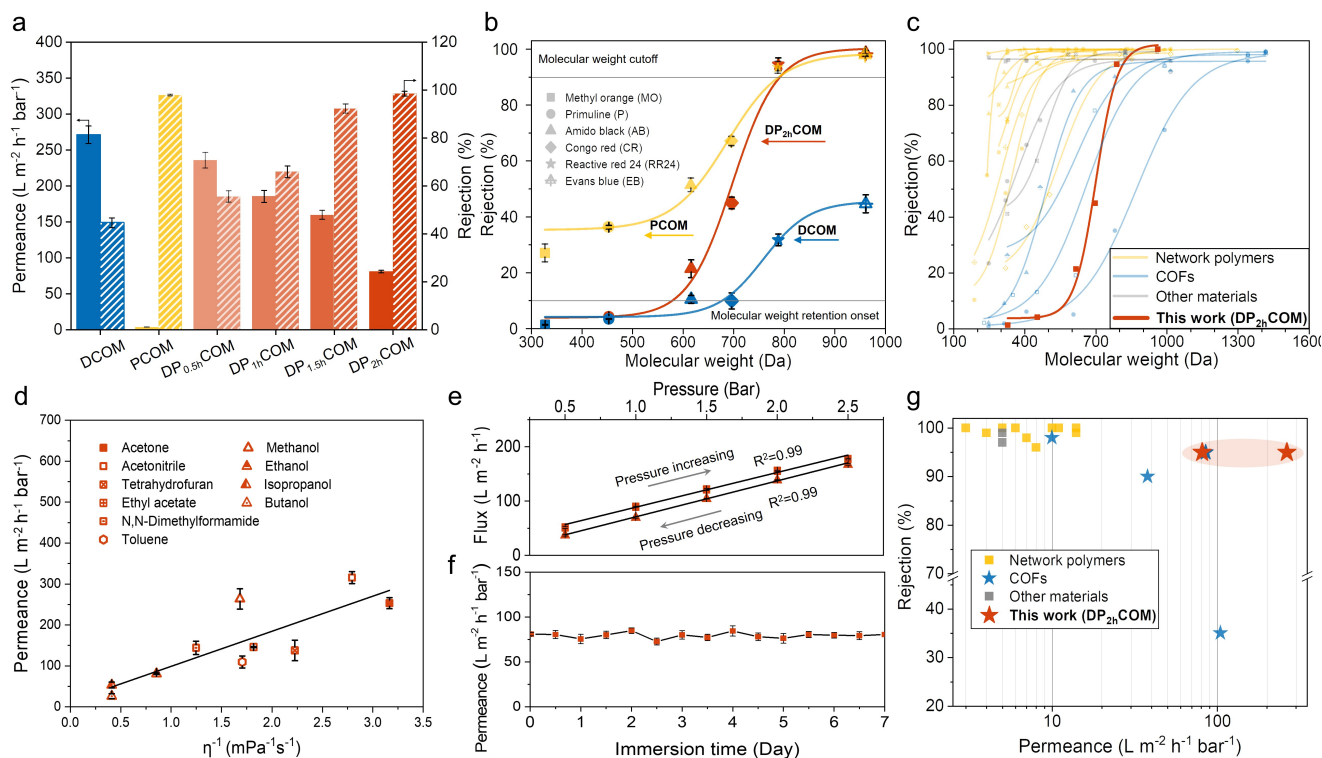 a
400
350
300
250
200
150
100
50
0
Permeance (L m⁻² h⁻¹ bar⁻¹)
120
100
80
60
40
20
0
Rejection (%)
DCOM
PCOM
DP0.5hCOM
DP1hCOM
DP1.5hCOM
DP2hCOM
b
Rejection (%)
100
80
60
40
20
0
Molecular weight cutoff
Methyl orange (MO)
Primuline (P)
Amido black (AB)
Congo red (CR)
Reactive red 24 (RR24)
Evans blue (EB)
DP2hCOM
PCOM
DCOM
Molecular weight retention onset
300 400 500 600 700 800 900 1000
Molecular weight (Da)
c
Rejection(%)
100
80
60
40
20
0
Network polymers
COFs
Other materials
This work (DP2hCOM)
100 400 700 1000 1300 1600
Molecular weight (Da)
d
700
600
500
400
300
200
100
0
Permeance (L m⁻² h⁻¹ bar⁻¹)
Acetone
Acetonitrile
Tetrahydrofuran
Ethyl acetate
N,N-Dimethylformamide
Toluene
Methanol
Ethanol
Isopropanol
Butanol
0.0 0.5 1.0 1.5 2.0 2.5 3.0 3.5
η⁻¹ (mPa⁻¹s⁻¹)
e
Pressure (Bar)
0.5 1.0 1.5 2.0 2.5
Flux (L m⁻² h⁻¹)
200
100
0
Pressure increasing
R²=0.99
Pressure decreasing
R²=0.99
f
Permeance (L m⁻² h⁻¹ bar⁻¹)
150
100
50
0
0 1 2 3 4 5 6 7
Immersion time (Day)
g
Rejection (%)
100
90
80
70
40
30
20
Network polymers
COFs
Other materials
This work (DP2hCOM)
10 100
Permeance (L m⁻² h⁻¹ bar⁻¹)